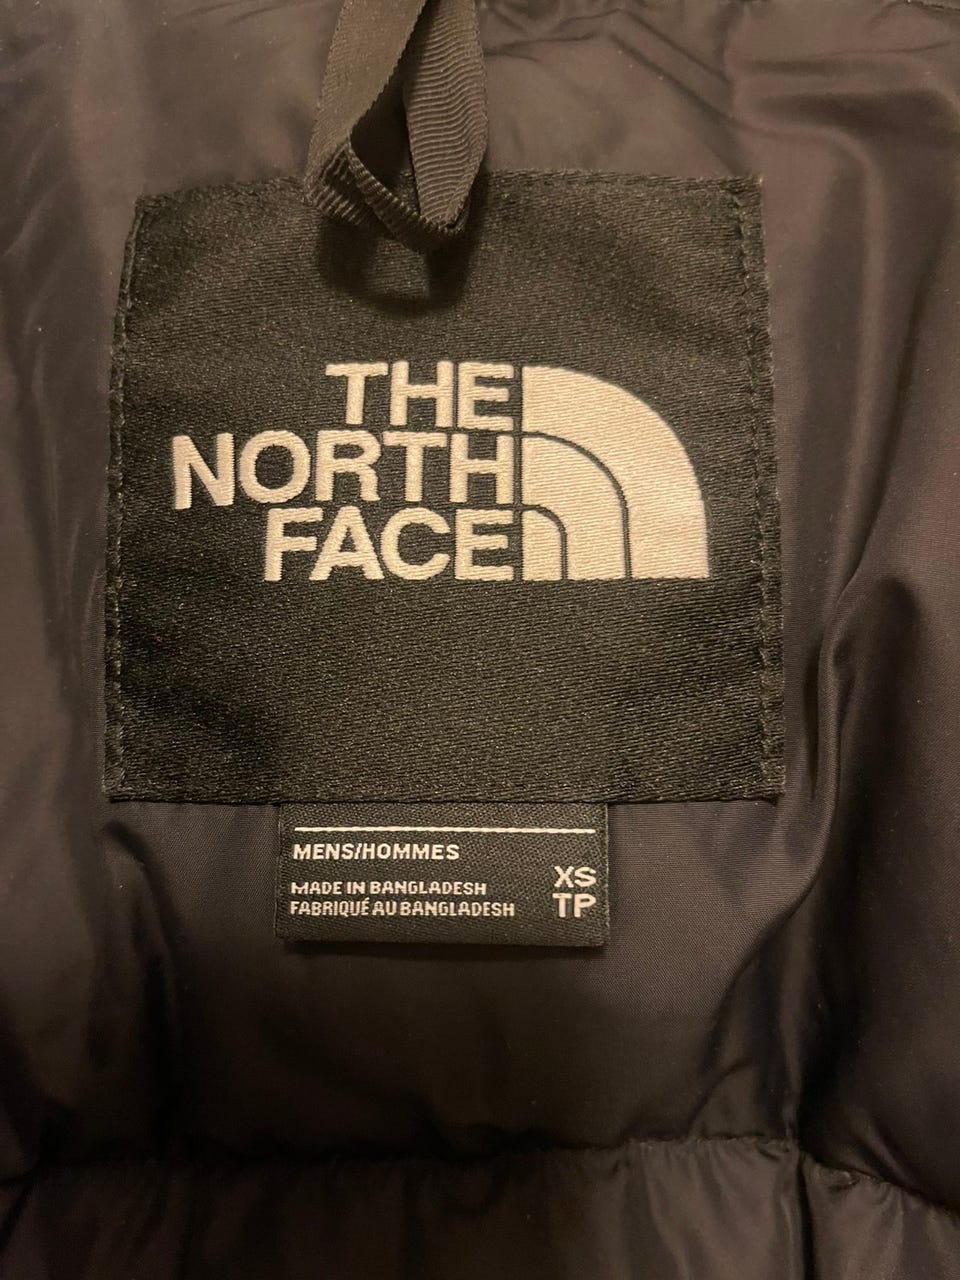 THE
NORTH
FACE
MENS/HOMMES
MADE IN BANGLADESH
FABRIQUÉ AU BANGLADESH
XS
TP